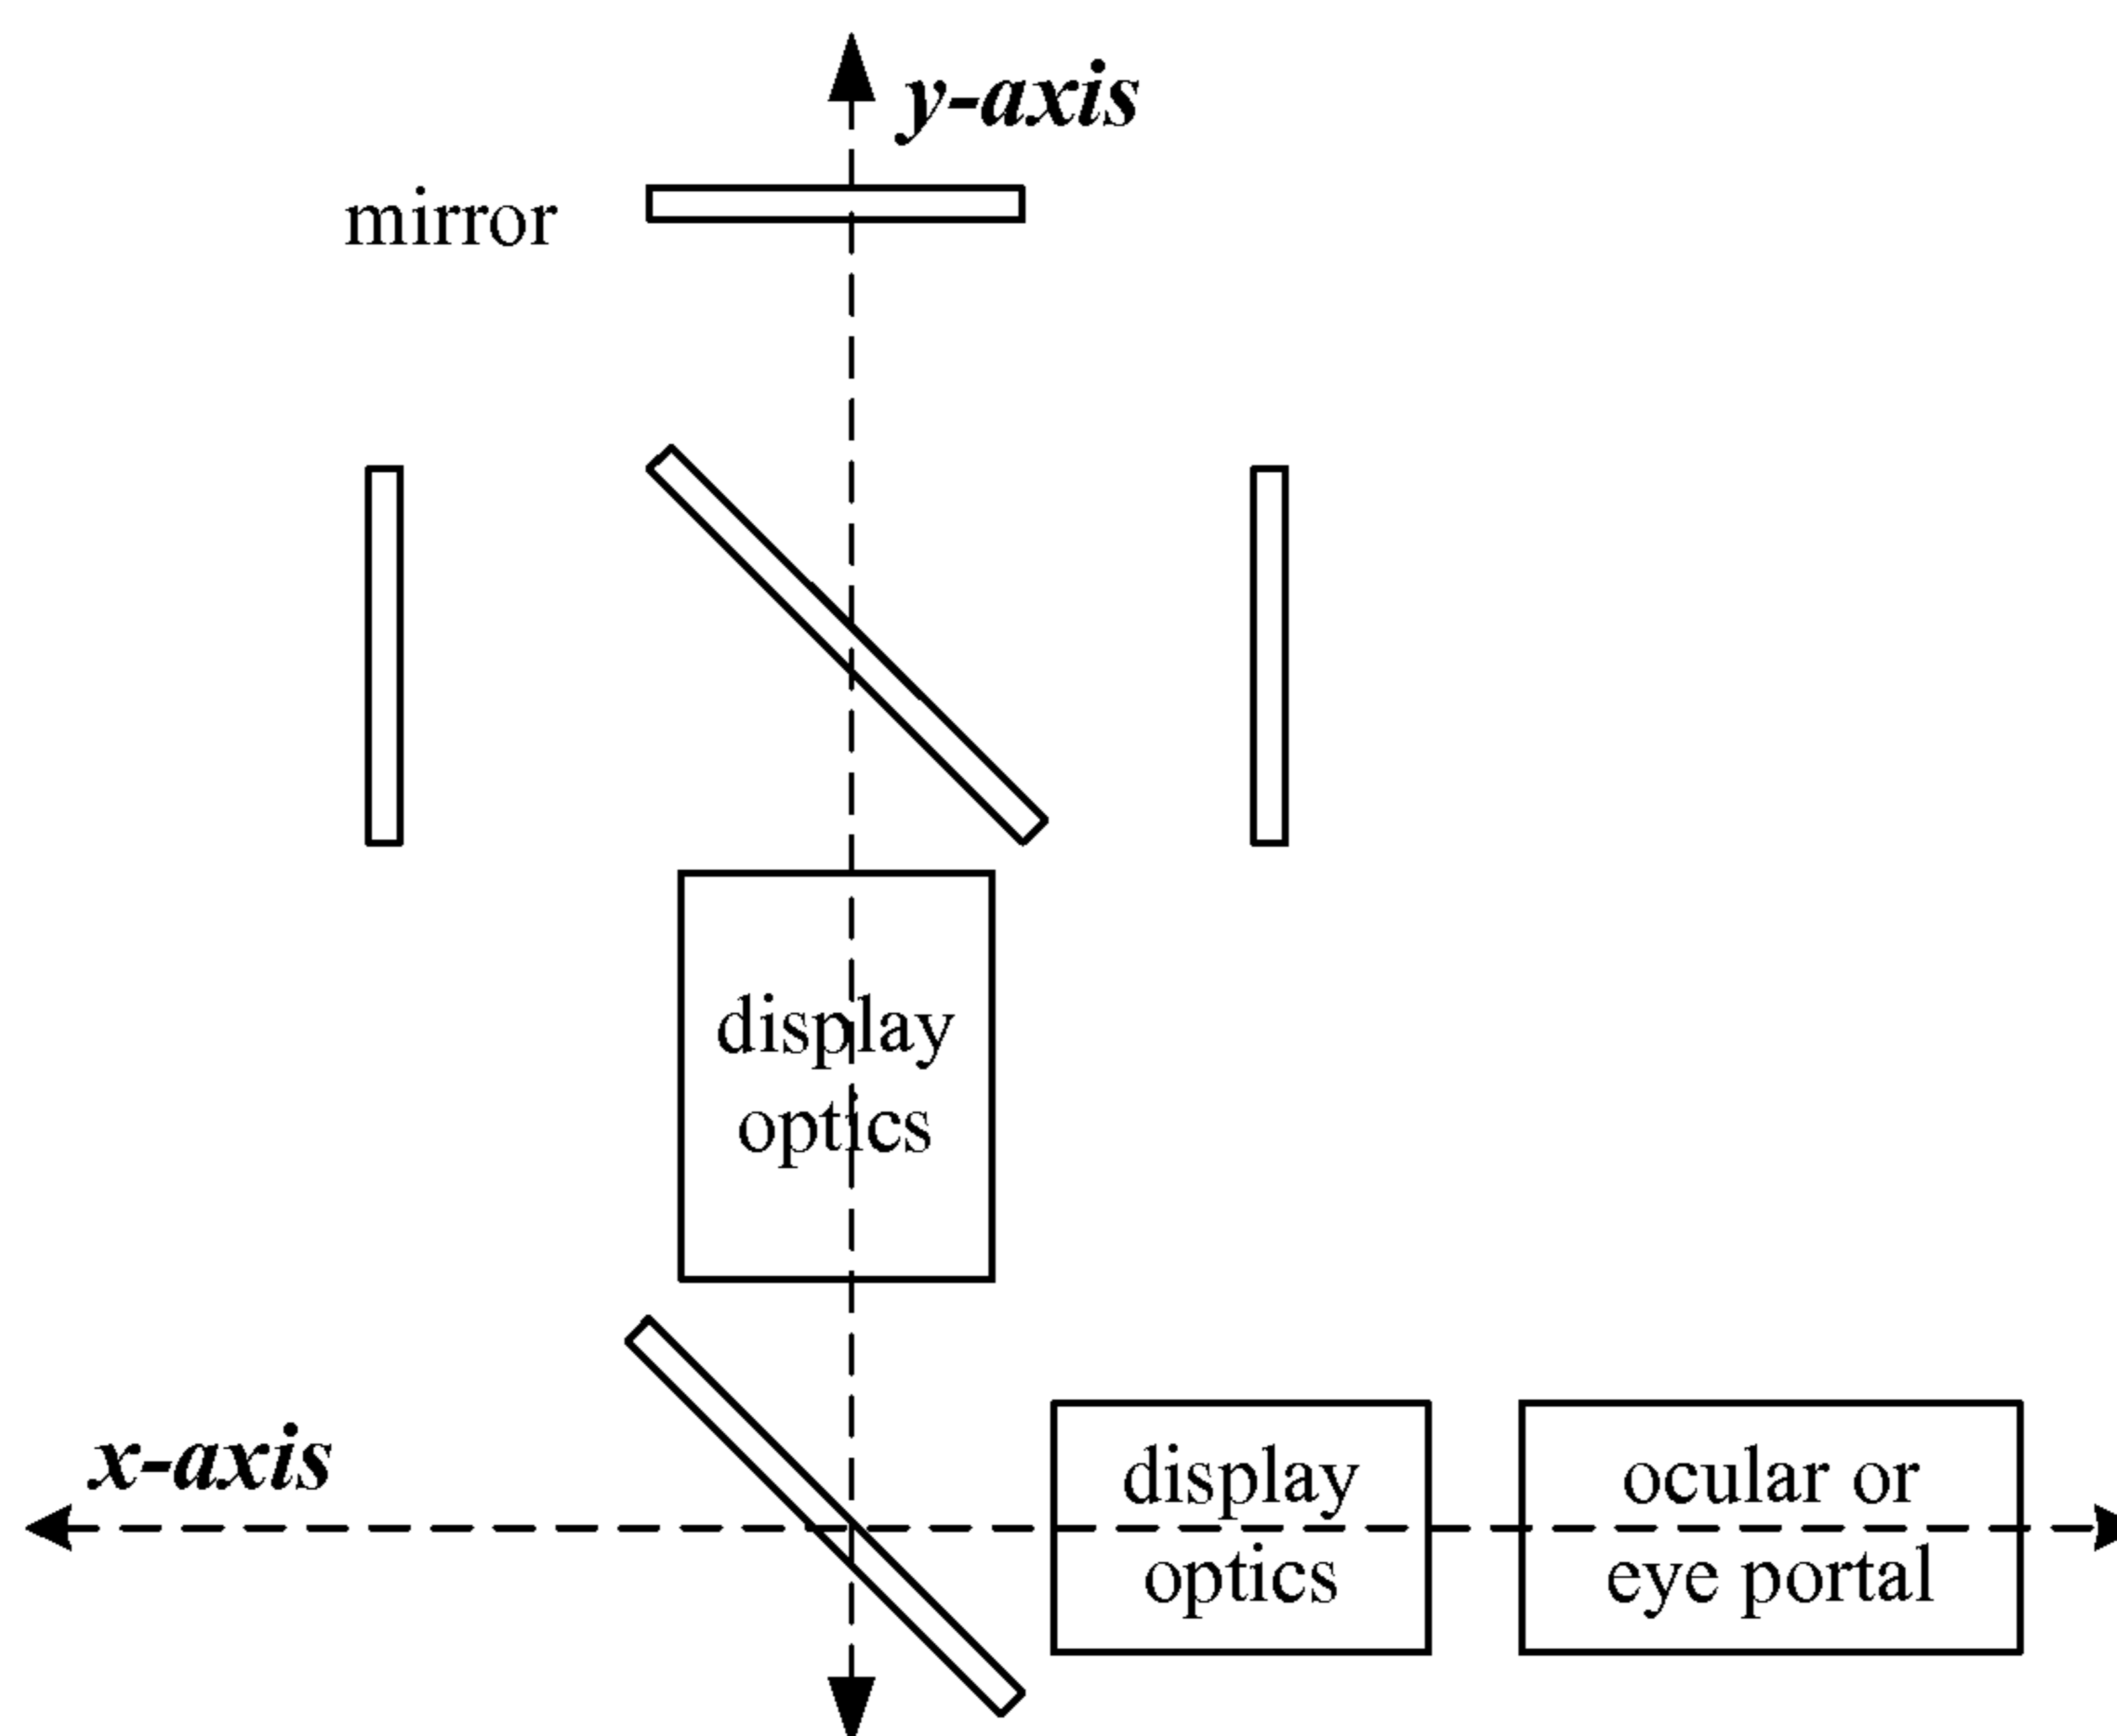 y-axis
mirror
display
optics
x-axis
display
optics
ocular or
eye portal